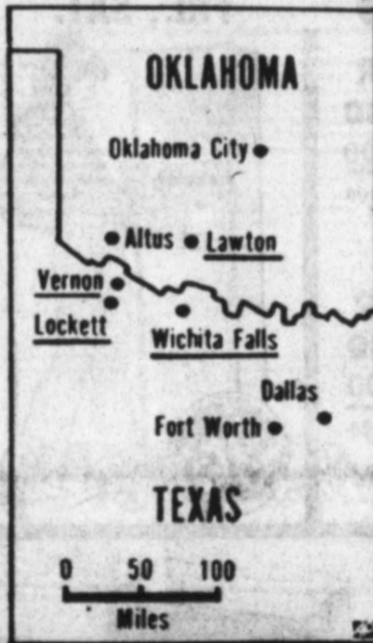 OKLAHOMA
Oklahoma City
Altus
Lawton
Vernon
Lockett
Wichita Falls
Dallas
Fort Worth
TEXAS
0 50 100
Miles